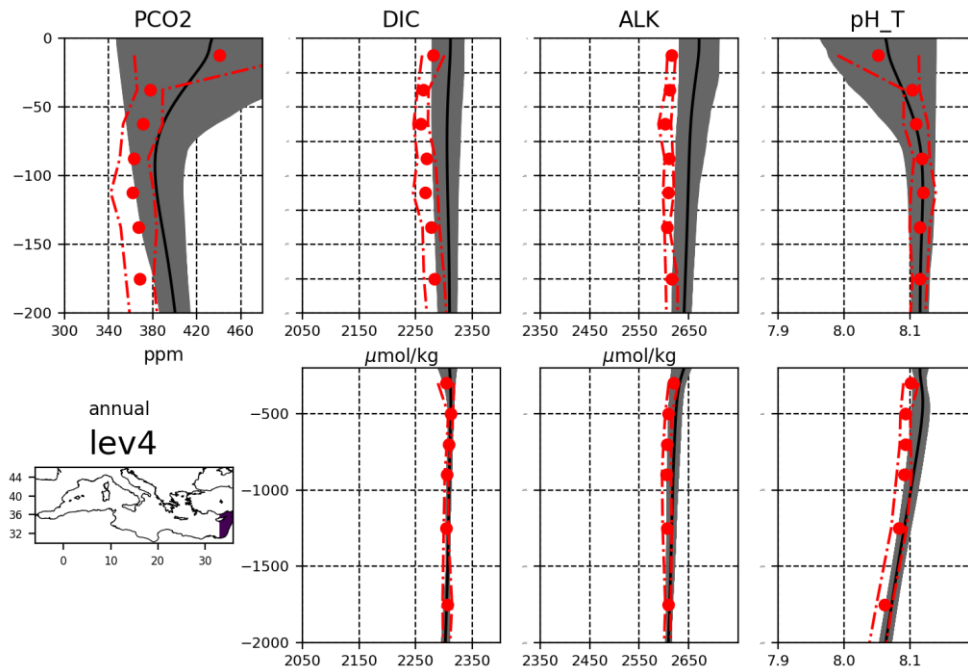 PCO2 DIC ALK pH_T
0
−50
−100
−150
−200
300 340 380 420 460
2050 2150 2250 2350
2350 2450 2550 2650
7.9 8.0 8.1
ppm μmol/kg μmol/kg
annual
lev4
44
40
36
32
0 10 20 30
−500
−1000
−1500
−2000
2050 2150 2250 2350
2350 2450 2550 2650
7.9 8.0 8.1